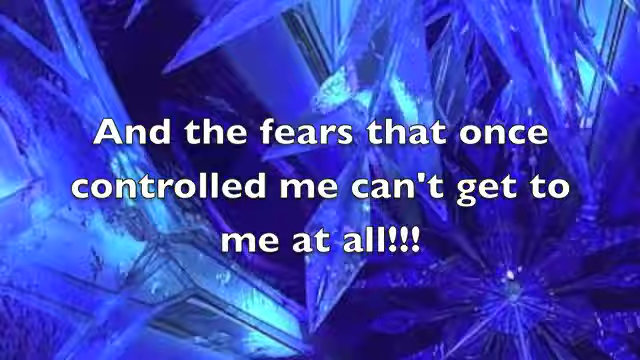 And the fears that once
controlled me can't get to
me at all!!!